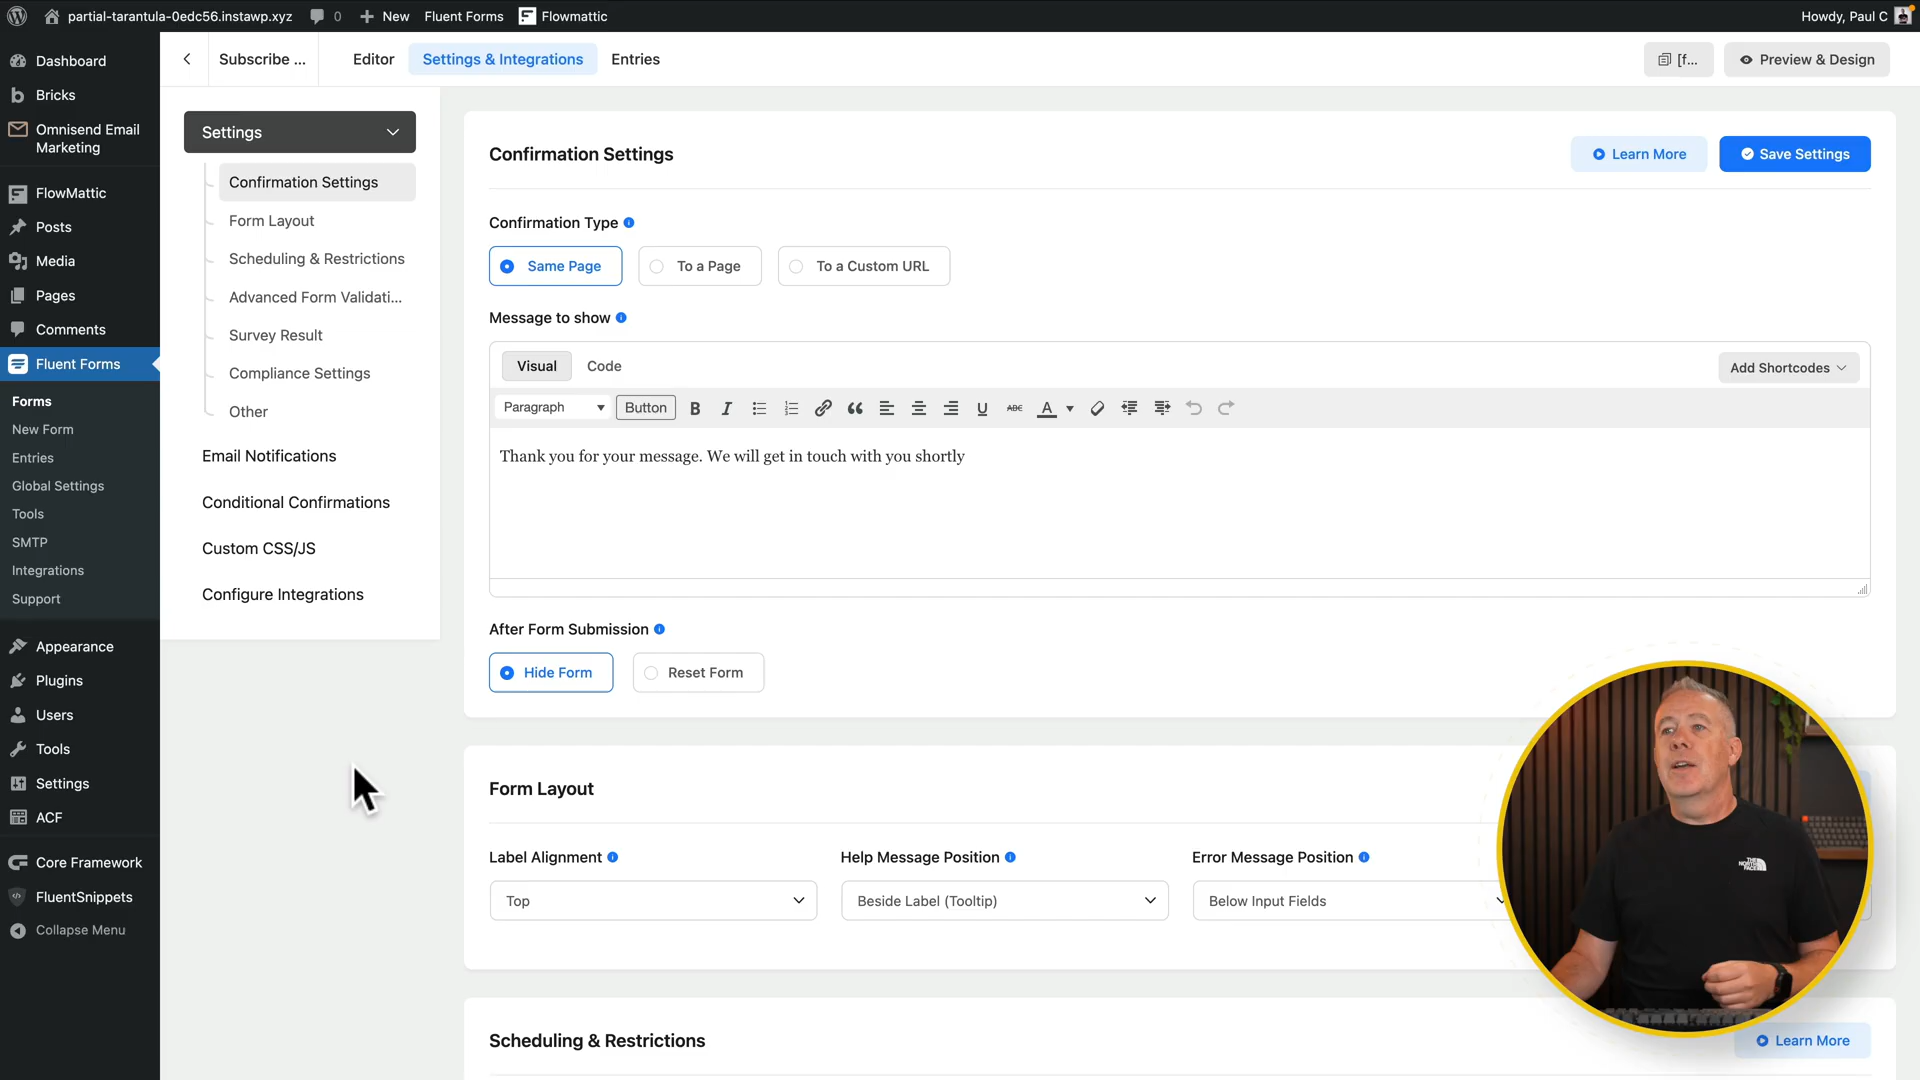 partial-tarantula-0edc56.instawp.xyz
0
New
Fluent Forms
Flowmattic
Howdy, Paul C
Dashboard
Bricks
Omnisend Email
Marketing
FlowMattic
Posts
Media
Pages
Comments
Fluent Forms
Forms
New Form
Entries
Global Settings
Tools
SMTP
Integrations
Support
Appearance
Plugins
Users
Tools
Settings
ACF
Core Framework
FluentSnippets
Collapse Menu
Subscribe ...
Editor
Settings & Integrations
Entries
[f...
Preview & Design
Settings
Confirmation Settings
Form Layout
Scheduling & Restrictions
Advanced Form Validati...
Survey Result
Compliance Settings
Other
Email Notifications
Conditional Confirmations
Custom CSS/JS
Configure Integrations
Confirmation Settings
Learn More
Save Settings
Confirmation Type
Same Page
To a Page
To a Custom URL
Message to show
Visual
Code
Add Shortcodes
Paragraph
Button
B
I
U
ABC
A
Thank you for your message. We will get in touch with you shortly
After Form Submission
Hide Form
Reset Form
Form Layout
Label Alignment
Help Message Position
Error Message Position
Top
Beside Label (Tooltip)
Below Input Fields
THE
NORTH
FACE
Scheduling & Restrictions
Learn More